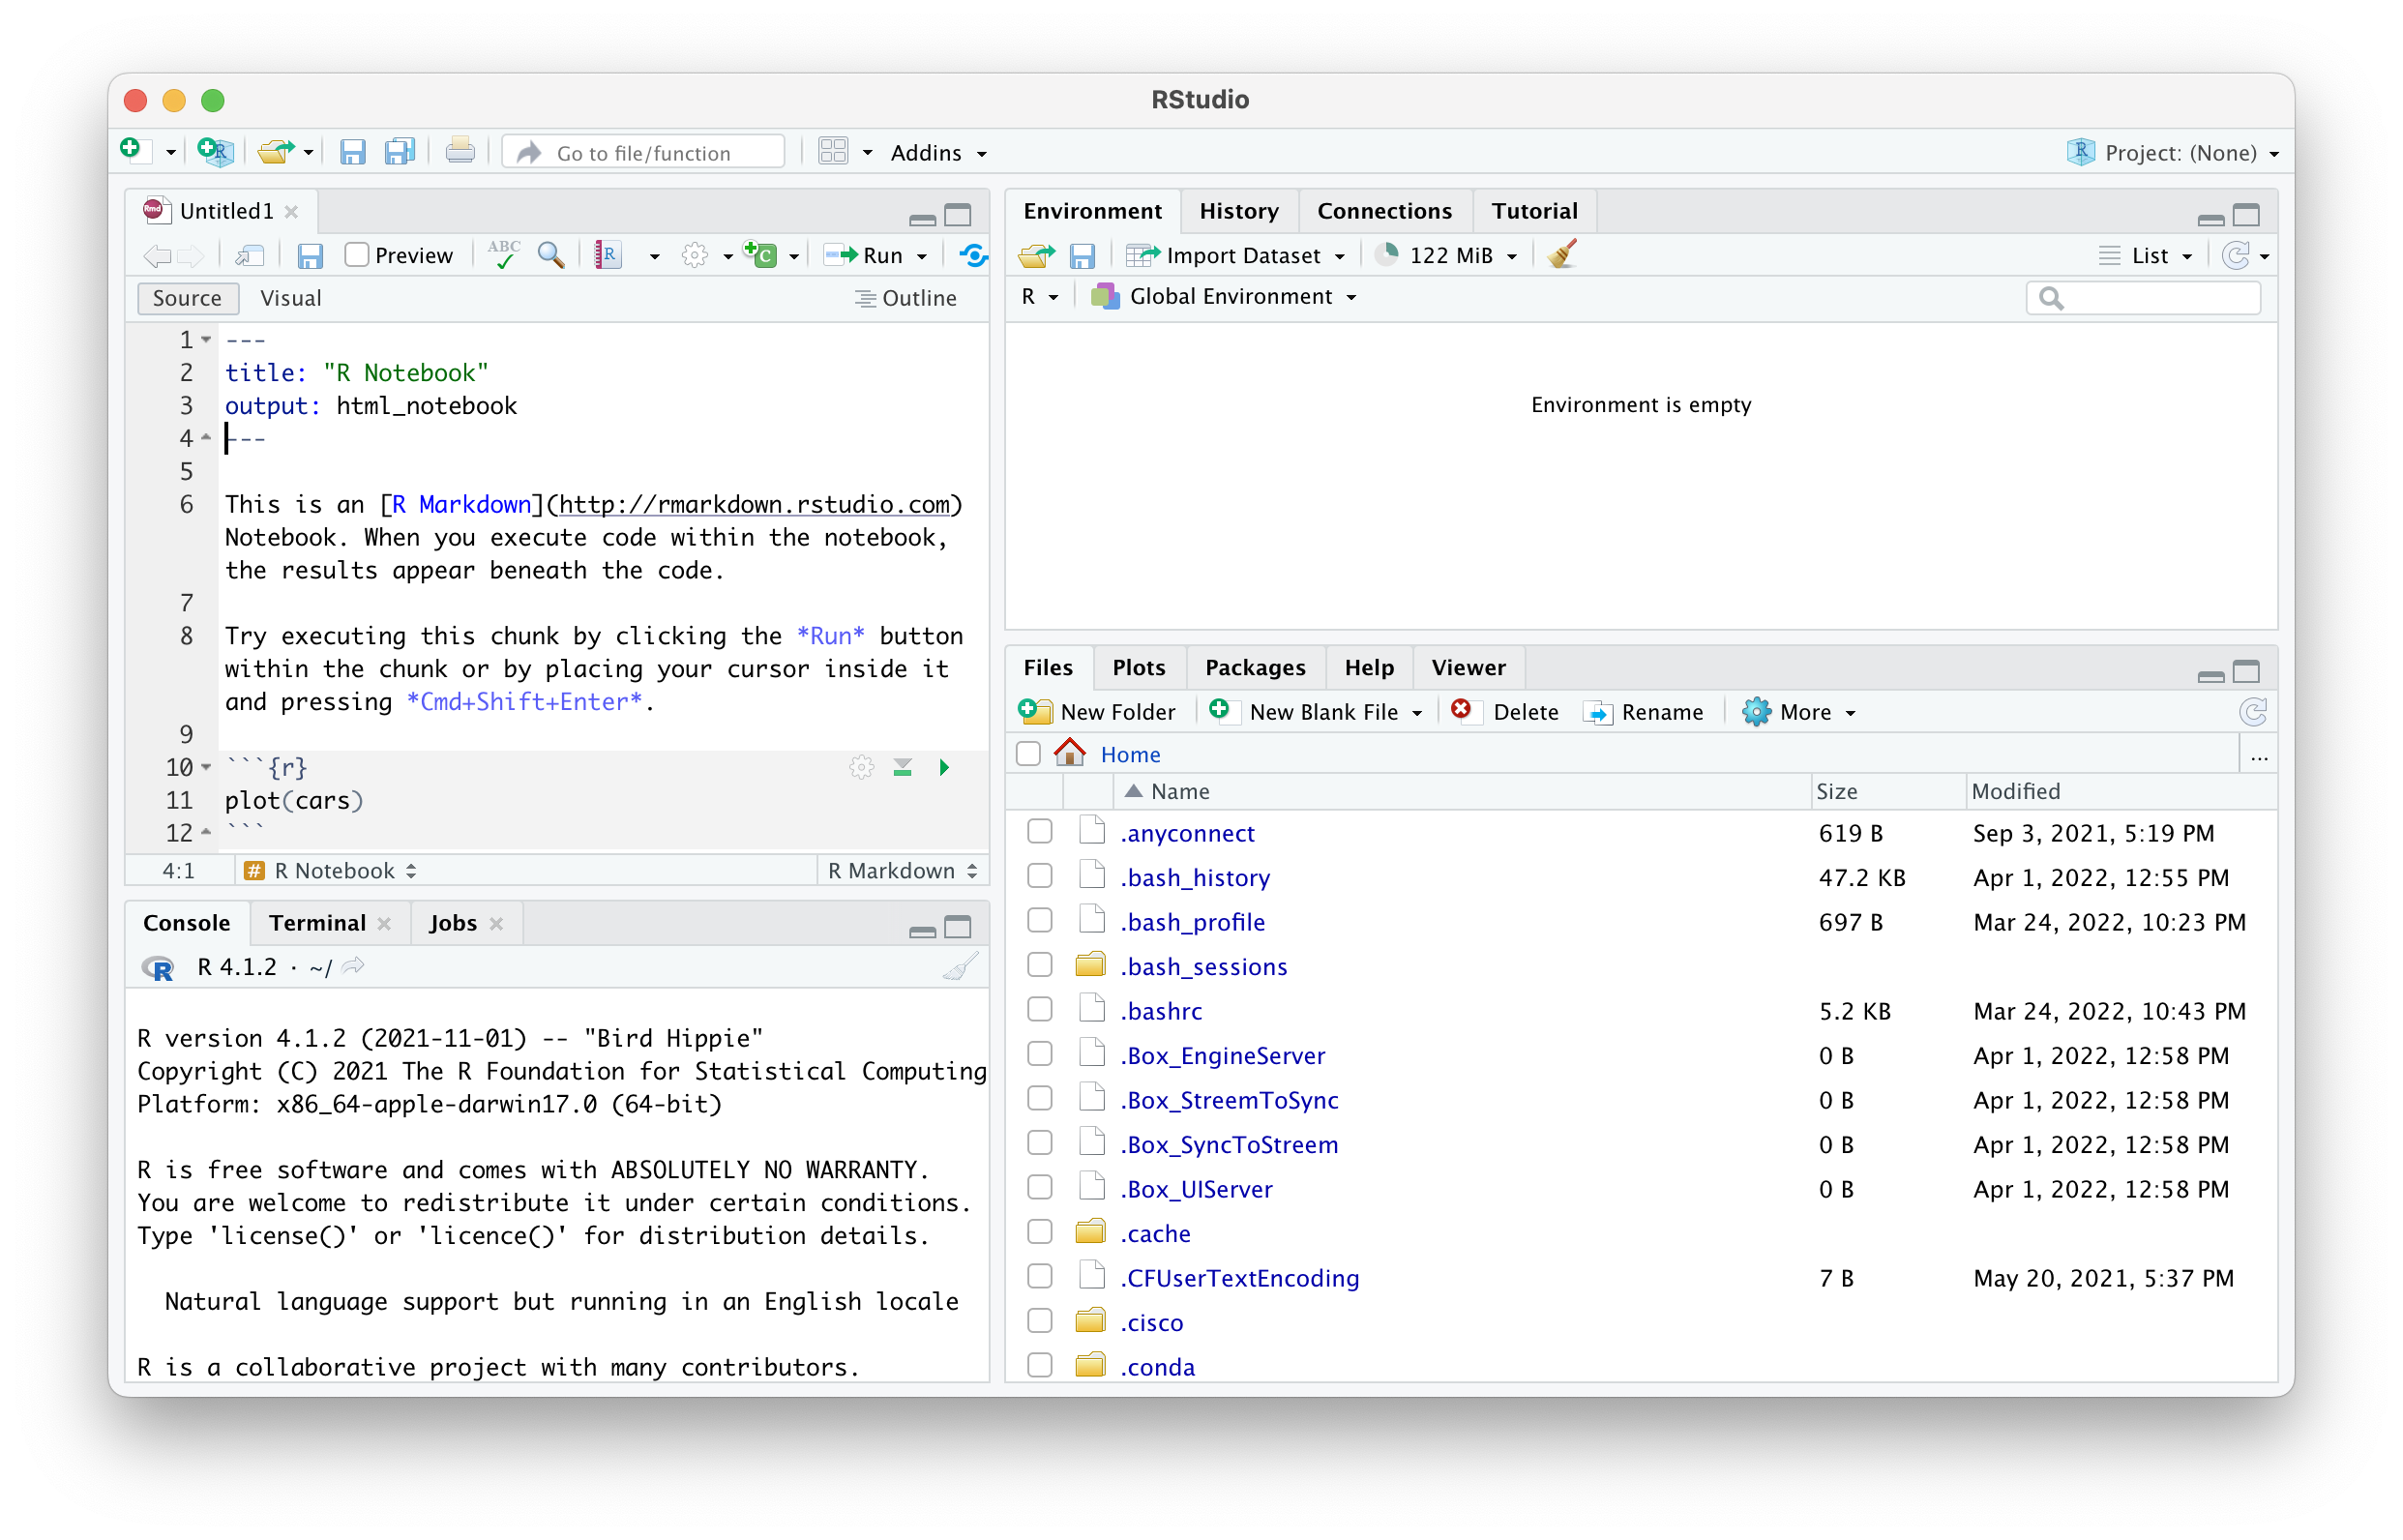 RStudio
Go to file/function
Addins
Project: (None)
Untitled1
Preview
ABC
Run
Source
Visual
Outline
1 ---
2 title: "R Notebook"
3 output: html_notebook
4 ---
5
6 This is an [R Markdown](http://rmarkdown.rstudio.com)
Notebook. When you execute code within the notebook,
the results appear beneath the code.
7
8 Try executing this chunk by clicking the *Run* button
within the chunk or by placing your cursor inside it
and pressing *Cmd+Shift+Enter*.
9
10 ```{r}
11 plot(cars)
12 ```
4:1 # R Notebook R Markdown
Console Terminal Jobs
R 4.1.2 · ~/
R version 4.1.2 (2021-11-01) -- "Bird Hippie"
Copyright (C) 2021 The R Foundation for Statistical Computing
Platform: x86_64-apple-darwin17.0 (64-bit)
R is free software and comes with ABSOLUTELY NO WARRANTY.
You are welcome to redistribute it under certain conditions.
Type 'license()' or 'licence()' for distribution details.
Natural language support but running in an English locale
R is a collaborative project with many contributors.
Environment History Connections Tutorial
Import Dataset 122 MiB List
R Global Environment
Environment is empty
Files Plots Packages Help Viewer
New Folder New Blank File Delete Rename More
Home ...
Name Size Modified
.anyconnect 619 B Sep 3, 2021, 5:19 PM
.bash_history 47.2 KB Apr 1, 2022, 12:55 PM
.bash_profile 697 B Mar 24, 2022, 10:23 PM
.bash_sessions
.bashrc 5.2 KB Mar 24, 2022, 10:43 PM
.Box_EngineServer 0 B Apr 1, 2022, 12:58 PM
.Box_StreemToSync 0 B Apr 1, 2022, 12:58 PM
.Box_SyncToStreem 0 B Apr 1, 2022, 12:58 PM
.Box_UIServer 0 B Apr 1, 2022, 12:58 PM
.cache
.CFUserTextEncoding 7 B May 20, 2021, 5:37 PM
.cisco
.conda